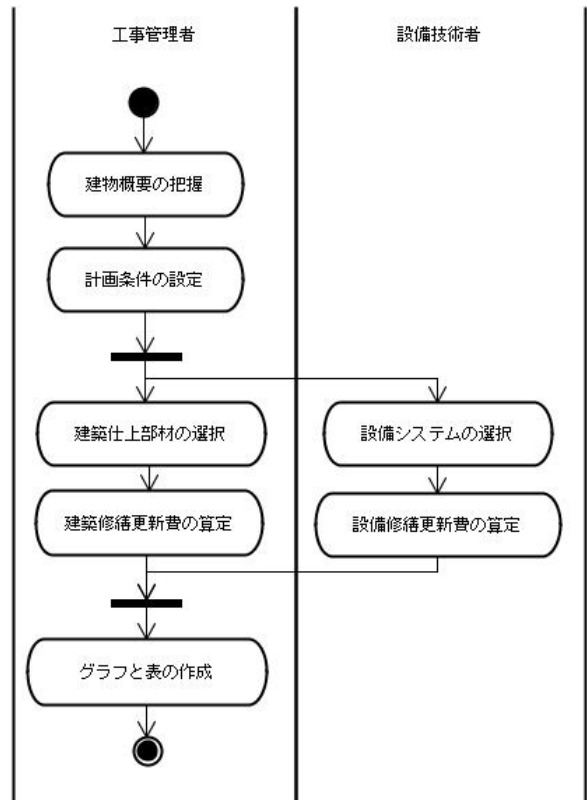 工事管理者
設備技術者
建物概要の把握
計画条件の設定
建築仕上部材の選択
設備システムの選択
建築修繕更新費の算定
設備修繕更新費の算定
グラフと表の作成